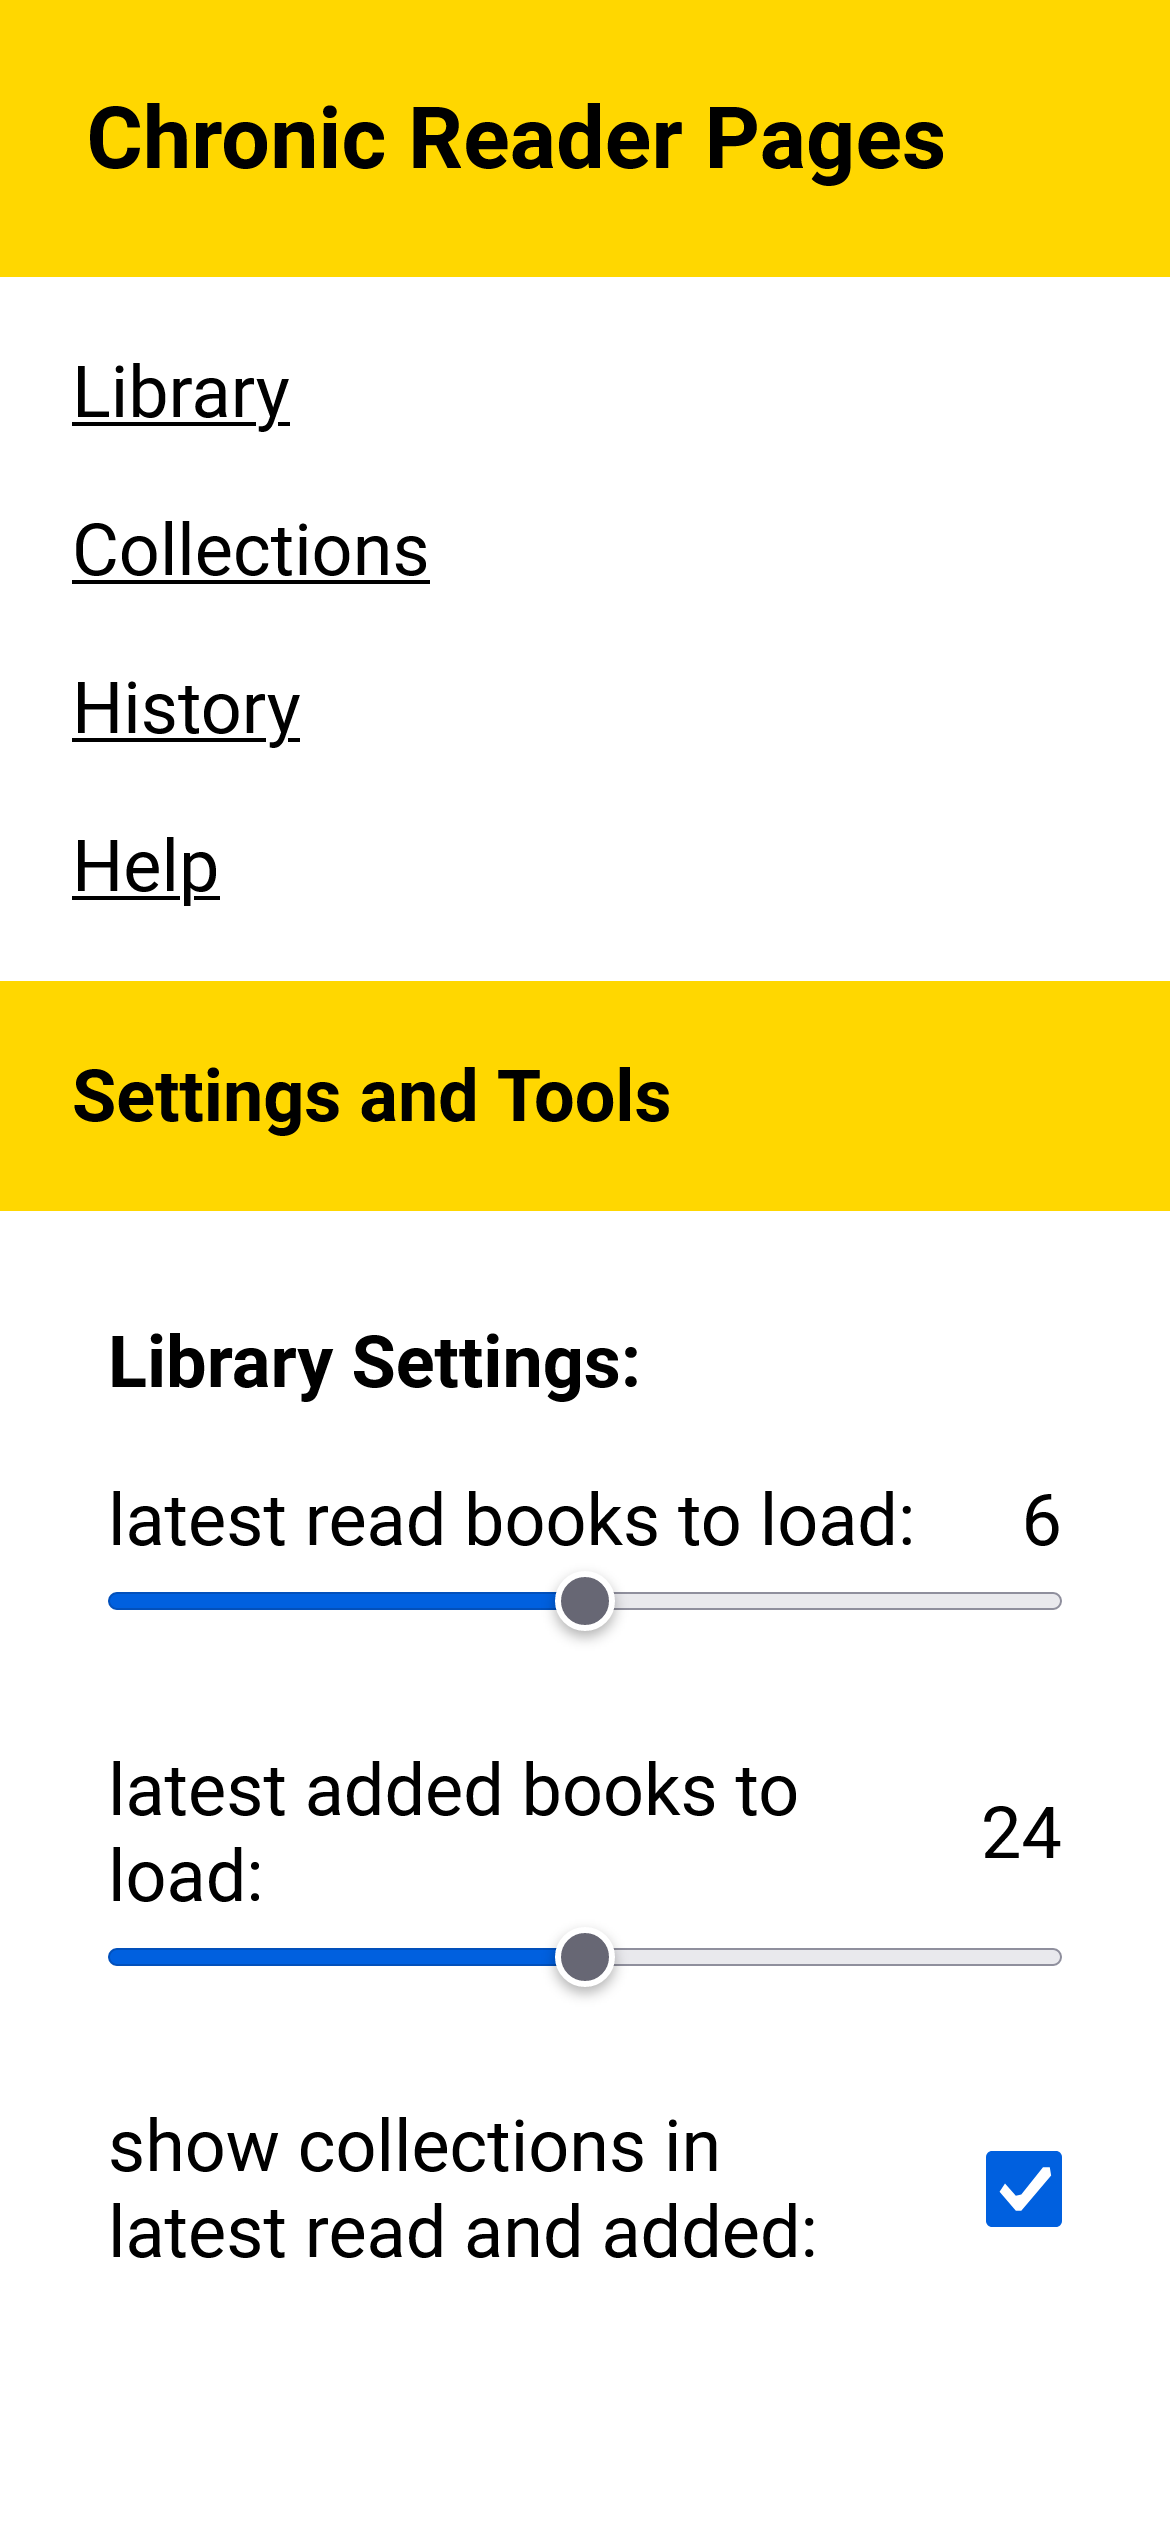 Chronic Reader Pages
Library
Collections
History
Help
Settings and Tools
Library Settings:
latest read books to load: 6
latest added books to
load:
24
show collections in
latest read and added: